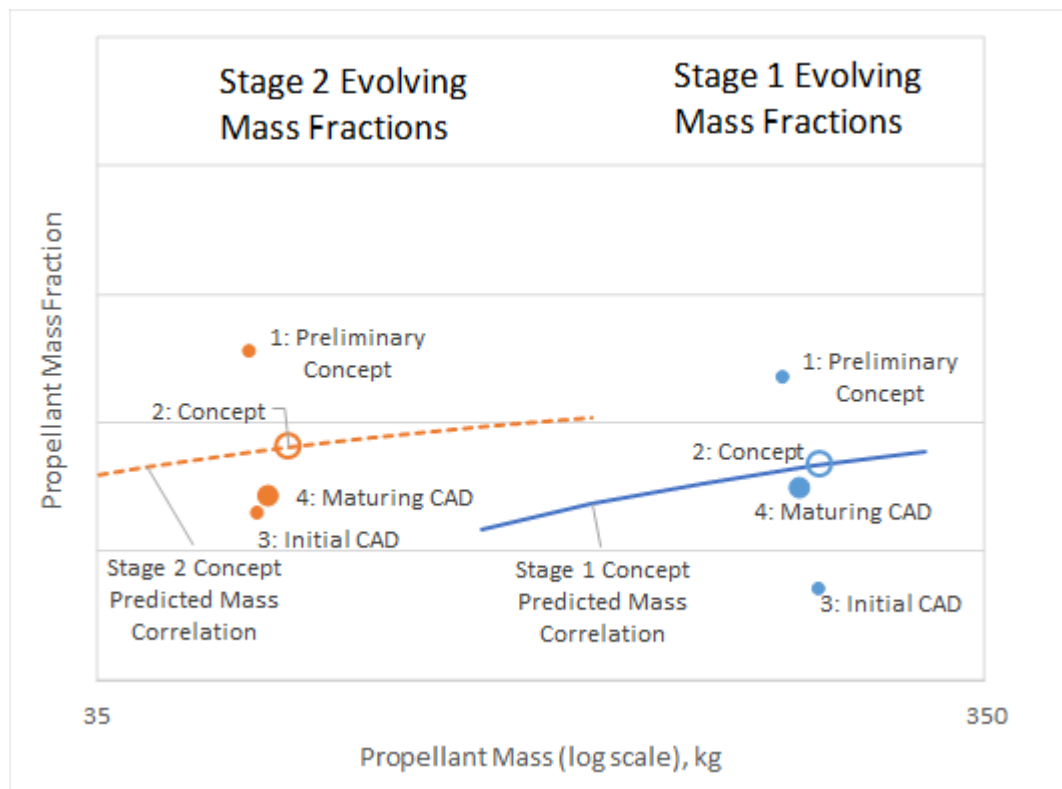 Stage 2 Evolving
Mass Fractions
Stage 1 Evolving
Mass Fractions
Propellant Mass Fraction
1: Preliminary
Concept
1: Preliminary
Concept
2: Concept
2: Concept
4: Maturing CAD
4: Maturing CAD
3: Initial CAD
Stage 2 Concept
Predicted Mass
Correlation
Stage 1 Concept
Predicted Mass
Correlation
3: Initial CAD
35
350
Propellant Mass (log scale), kg